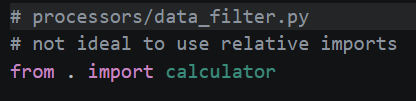 # processors/data_filter.py
# not ideal to use relative imports
from . import calculator